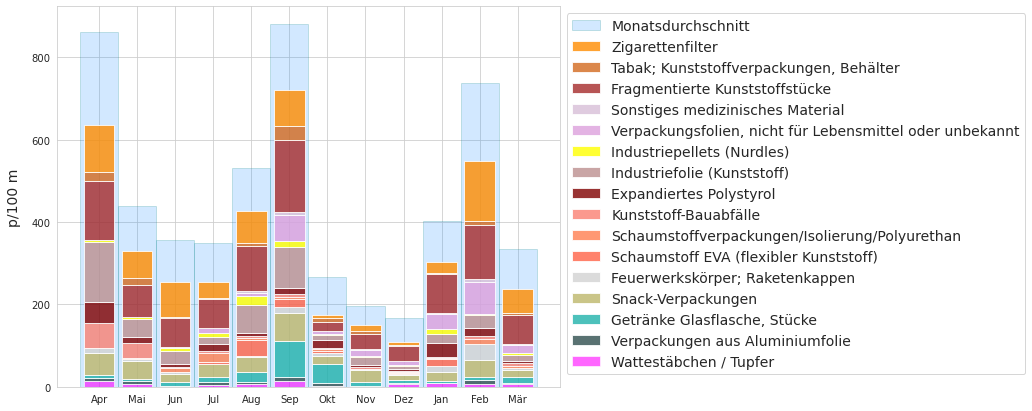 p/100 m
800
600
400
200
0
Apr Mai Jun Jul Aug Sep Okt Nov Dez Jan Feb Mär
Monatsdurchschnitt
Zigarettenfilter
Tabak; Kunststoffverpackungen, Behälter
Fragmentierte Kunststoffstücke
Sonstiges medizinisches Material
Verpackungsfolien, nicht für Lebensmittel oder unbekannt
Industriepellets (Nurdles)
Industriefolie (Kunststoff)
Expandiertes Polystyrol
Kunststoff-Bauabfälle
Schaumstoffverpackungen/Isolierung/Polyurethan
Schaumstoff EVA (flexibler Kunststoff)
Feuerwerkskörper; Raketenkappen
Snack-Verpackungen
Getränke Glasflasche, Stücke
Verpackungen aus Aluminiumfolie
Wattestäbchen / Tupfer